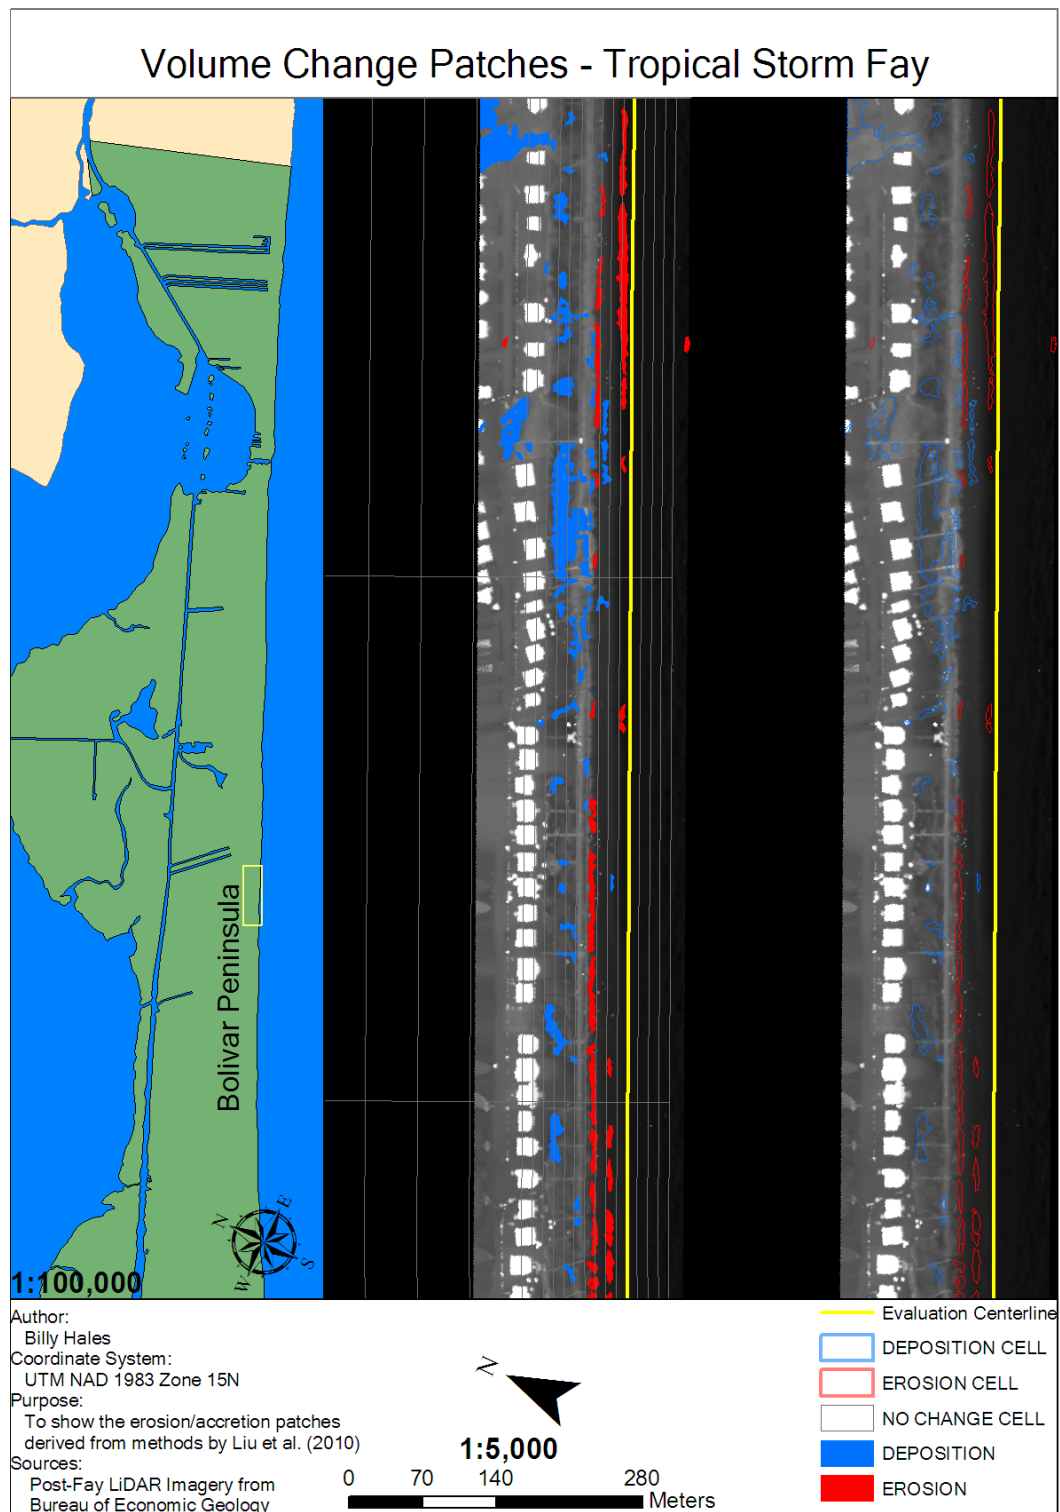 Volume Change Patches - Tropical Storm Fay
Bolivar Peninsula
N
E
S
W
1:100,000
Author:
Billy Hales
Coordinate System:
UTM NAD 1983 Zone 15N
Purpose:
To show the erosion/accretion patches
derived from methods by Liu et al. (2010)
Sources:
Post-Fay LiDAR Imagery from
Bureau of Economic Geology
N
1:5,000
0 70 140 280
Meters
Evaluation Centerline
DEPOSITION CELL
EROSION CELL
NO CHANGE CELL
DEPOSITION
EROSION